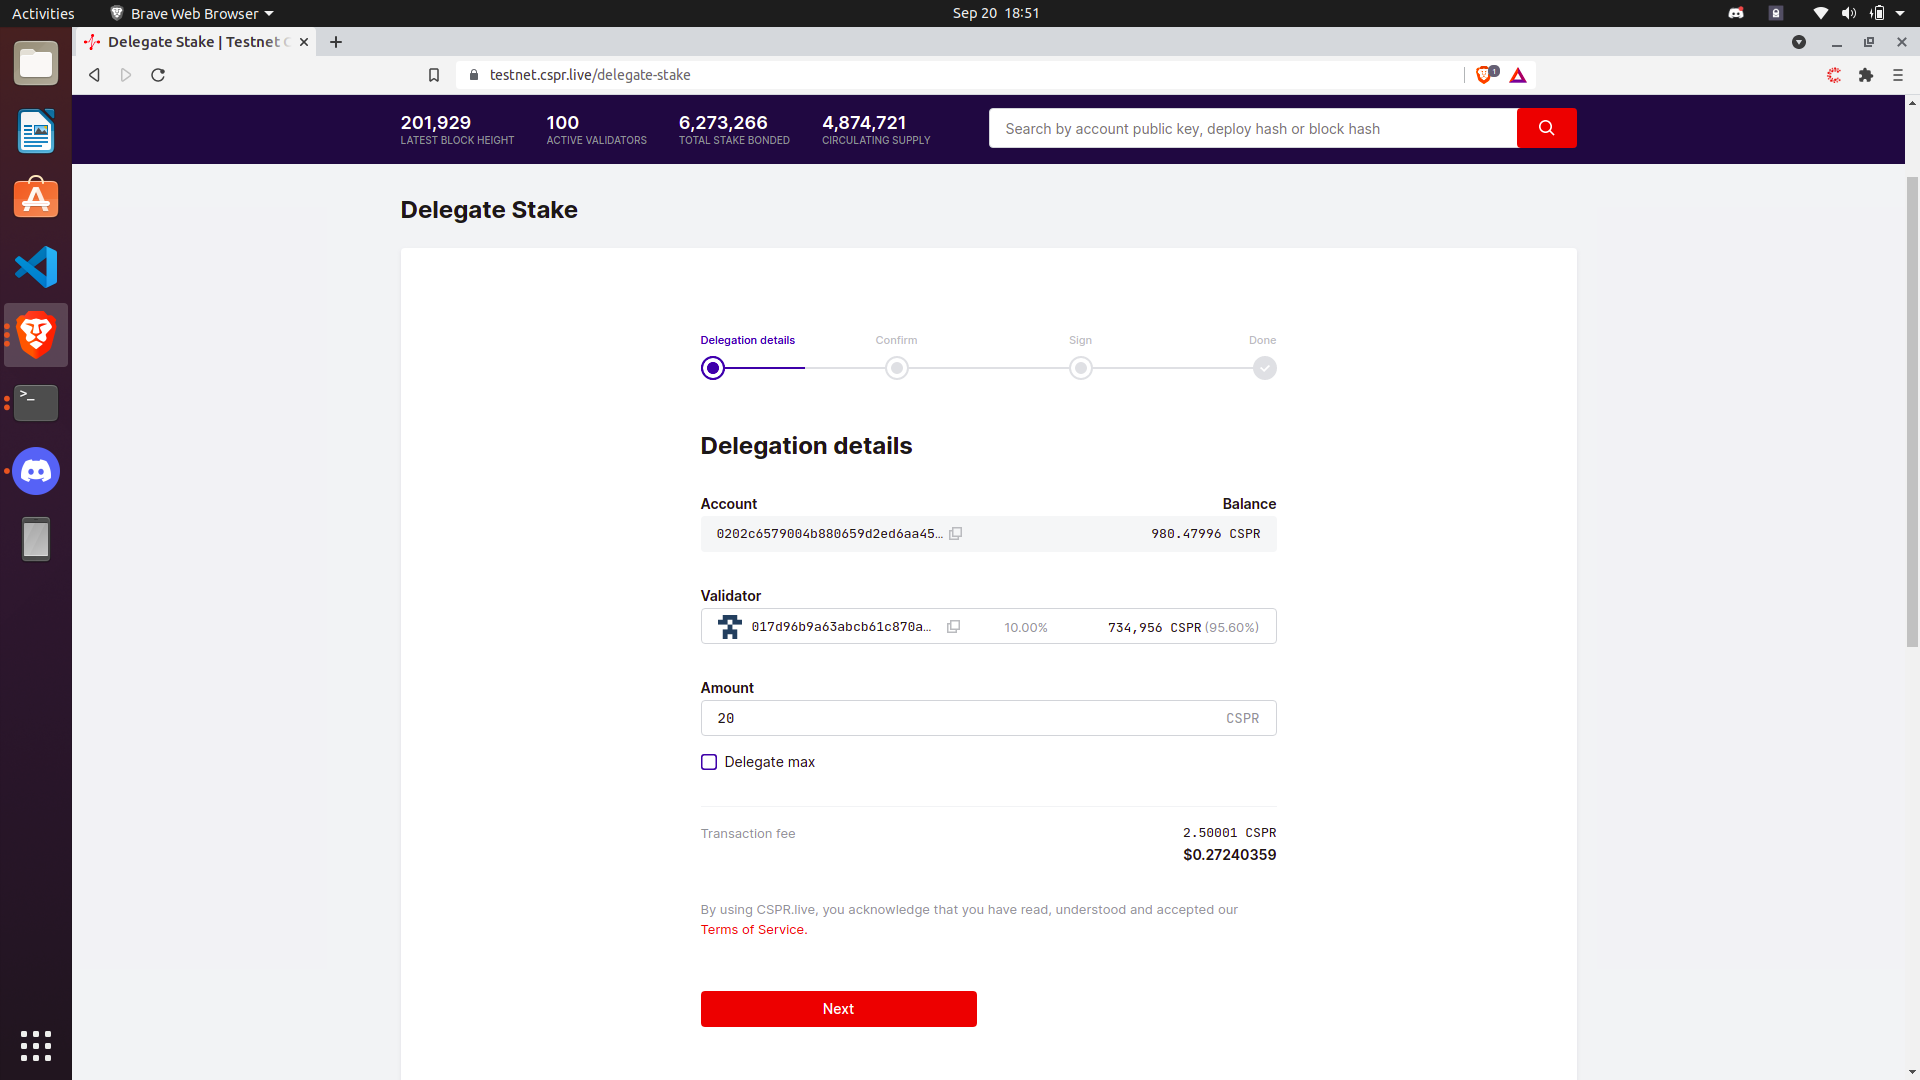 Activities
Brave Web Browser
Sep 20 18:51
Delegate Stake | Testnet
testnet.cspr.live/delegate-stake
1
201,929
LATEST BLOCK HEIGHT
100
ACTIVE VALIDATORS
6,273,266
TOTAL STAKE BONDED
4,874,721
CIRCULATING SUPPLY
Search by account public key, deploy hash or block hash
Delegate Stake
Delegation details
Confirm
Sign
Done
Delegation details
Account
Balance
0202c6579004b880659d2ed6aa45…
980.47996 CSPR
Validator
017d96b9a63abcb61c870a…
10.00%
734,956 CSPR (95.60%)
Amount
20
CSPR
Delegate max
Transaction fee
2.50001 CSPR
$0.27240359
By using CSPR.live, you acknowledge that you have read, understood and accepted our
Terms of Service.
Next